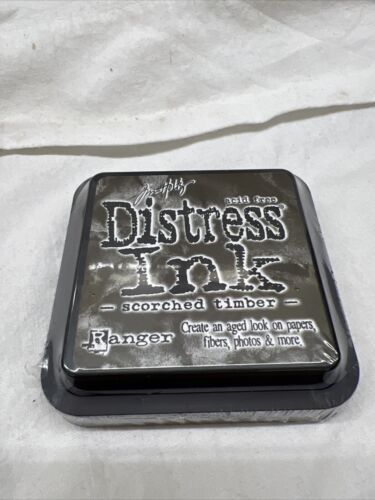 Tim Holtz
acid free
Distress
Ink
- scorched timber -
Ranger
Create an aged look on papers,
fibers, photos & more